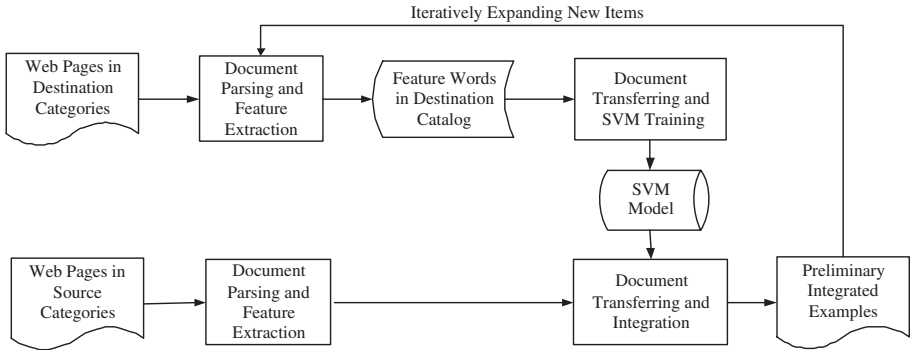 Iteratively Expanding New Items
Web Pages in
Destination
Categories
Document
Parsing and
Feature
Extraction
Feature Words
in Destination
Catalog
Document
Transferring and
SVM Training
SVM
Model
Web Pages in
Source
Categories
Document
Parsing and
Feature
Extraction
Document
Transferring and
Integration
Preliminary
Integrated
Examples